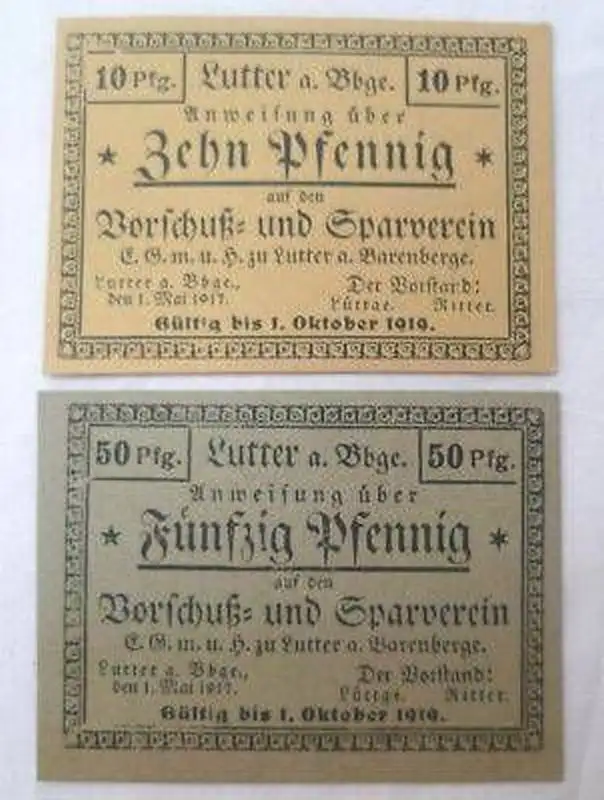 10 Pfg. Lutter a. Bbge. 10 Pfg.
Anweisung über
Zehn Pfennig
auf den
Vorschuß= und Sparverein
E. G. m. u. H. zu Lutter a. Barenberge.
Lutter a. Bbge., Der Vorstand:
den 1. Mai 1917. Lüttge. Ritter.
Gültig bis 1. Oktober 1919.
50 Pfg. Lutter a. Bbge. 50 Pfg.
Anweisung über
Fünfzig Pfennig
auf den
Vorschuß= und Sparverein
E. G. m. u. H. zu Lutter a. Barenberge.
Lutter a. Bbge., Der Vorstand:
den 1. Mai 1917. Lüttge. Ritter.
Gültig bis 1. Oktober 1919.